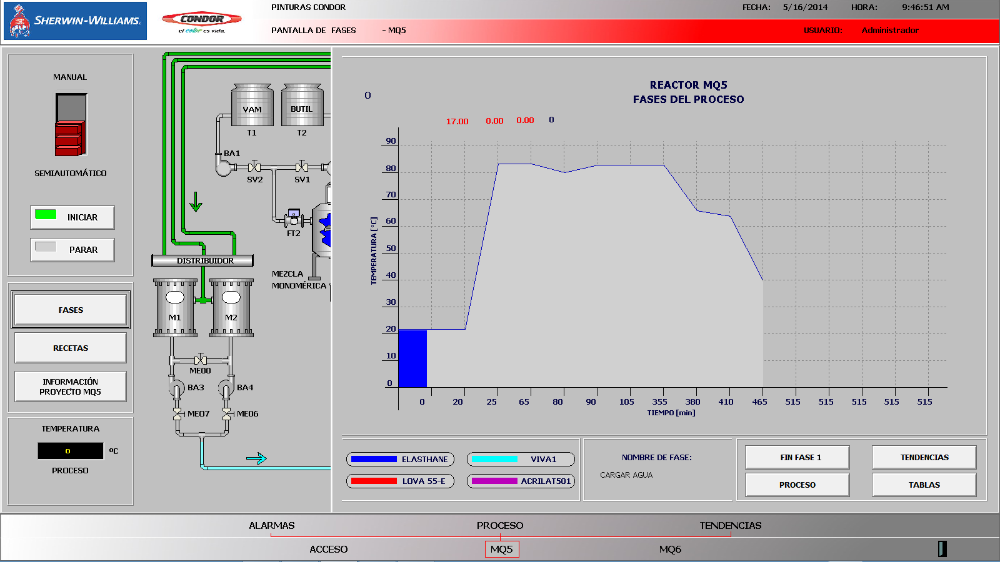 SHERWIN-WILLIAMS.
CONDOR
el color es vida.
PINTURAS CONDOR
FECHA: 5/16/2014 HORA: 9:46:51 AM
PANTALLA DE FASES - MQ5
USUARIO: Administrador
MANUAL
SEMIAUTOMÁTICO
INICIAR
PARAR
FASES
RECETAS
INFORMACIÓN
PROYECTO MQ5
TEMPERATURA
0 ºC
PROCESO
VAM
BUTIL
T1
T2
BA1
SV2
SV1
FT2
DISTRIBUIDOR
MEZCLA
MONOMÉRICA
M1
M2
ME00
BA3
BA4
ME07
ME06
0
REACTOR MQ5
FASES DEL PROCESO
17.00 0.00 0.00 0
90
80
70
60
50
40
30
20
10
0
TEMPERATURA [°C]
0 20 25 65 80 90 105 355 380 410 465 515 515 515 515 515
TIEMPO [min]
ELASTHANE
VIVA1
LOVA 55-E
ACRILAT501
NOMBRE DE FASE:
CARGAR AGUA
FIN FASE 1
TENDENCIAS
PROCESO
TABLAS
ALARMAS
PROCESO
TENDENCIAS
ACCESO
MQ5
MQ6